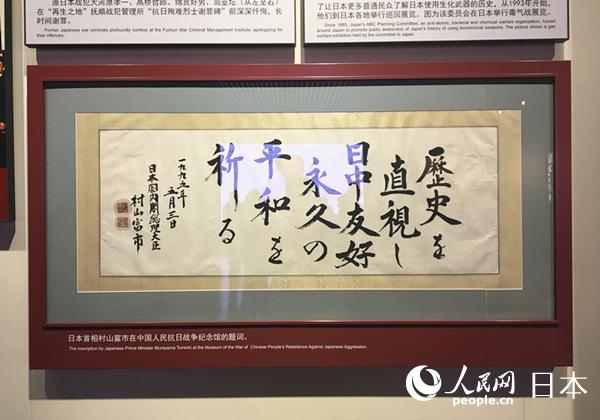 原日本战犯大河原孝一，高桥哲郎，绵贯好男，
在“再生之地”抚顺战犯管理所“抗日殉难烈士谢罪碑”前深深忏悔，长
时间谢罪。
Former Japanese war criminals profoundly confess at the Fushun War Criminal Management Institute, apologizing for
their offences.
了让日本更多普通民众了解日本使用生化武器的历史，从1993年开始，
他们到日本各地举行巡回展览。图为该委员会在日本举行毒气战展览。
Since 1993, Japan's ABC Planning Committee, an anti-atomic, bacterial and chemical warfare organisation, toured
around Japan to promote public awareness of Japan's history of using biochemical weapons. The picture shows a gas
warfare exhibition held by the committee in Japan.
歴史を
直視し
日中友好
永久の
平和を
祈る
一九九五年
五月三日
日本国内閣総理大臣
村山富市
日本首相村山富市在中国人民抗日战争纪念馆的题词。
The inscription by Japanese Prime Minister Murayama Tomiichi at the Museum of the War of Chinese People's Resistance Against Japanese Aggression.
人民网 日本
people.cn